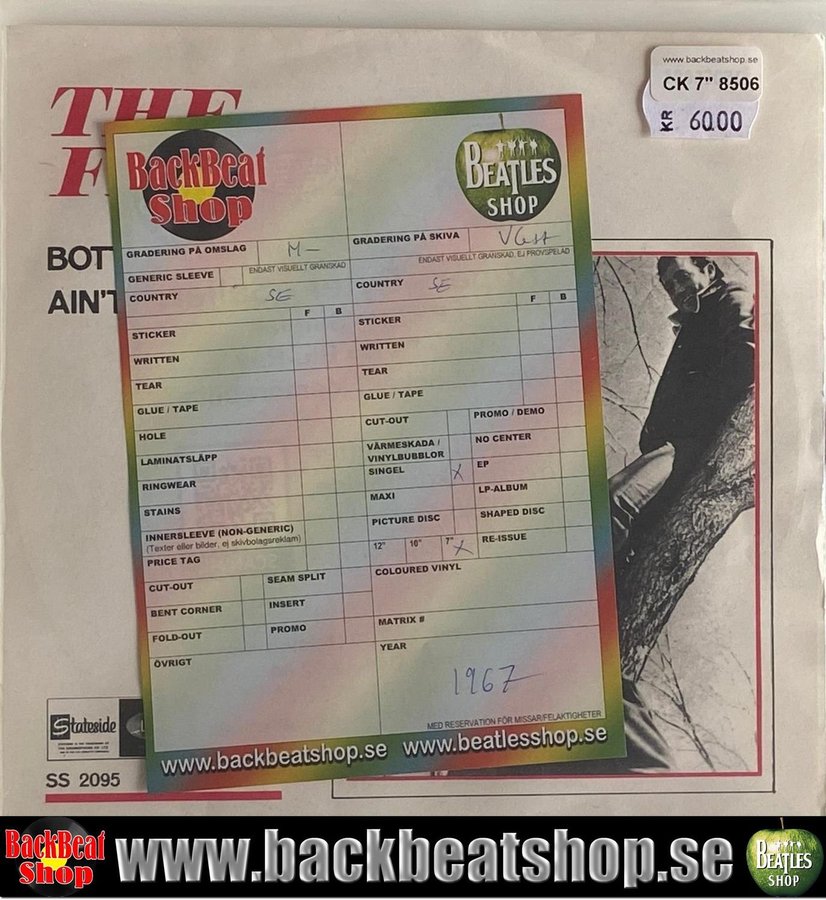 www.backbeatshop.se
CK 7" 8506
KR 60.00
THE
F
BOT
AIN'T
BackBeat
Shop
BEATLES
SHOP
GRADERING PÅ OMSLAG M-
ENDAST VISUELLT GRANSKAD
GENERIC SLEEVE
COUNTRY SE
F B
STICKER
WRITTEN
TEAR
GLUE / TAPE
HOLE
LAMINATSLÄPP
RINGWEAR
STAINS
INNERSLEEVE (NON-GENERIC)
(Texter eller bilder, ej skivbolagsreklam)
PRICE TAG
CUT-OUT
SEAM SPLIT
BENT CORNER
INSERT
FOLD-OUT
PROMO
ÖVRIGT
GRADERING PÅ SKIVA
ENDAST VISUELLT GRANSKAD, EJ PROVSPELAD
COUNTRY SE
F B
STICKER
WRITTEN
TEAR
GLUE / TAPE
CUT-OUT
PROMO / DEMO
VÄRMESKADA /
VINYLBUBBLOR
NO CENTER
SINGEL X
EP
MAXI
LP-ALBUM
PICTURE DISC
SHAPED DISC
12" 10" 7" X
RE-ISSUE
COLOURED VINYL
MATRIX #
YEAR
1967
MED RESERVATION FÖR MISSAR/FELAKTIGHETER
www.backbeatshop.se www.beatlesshop.se
Stateside
SS 2095
BackBeat
Shop
www.backbeatshop.se
BEATLES
SHOP